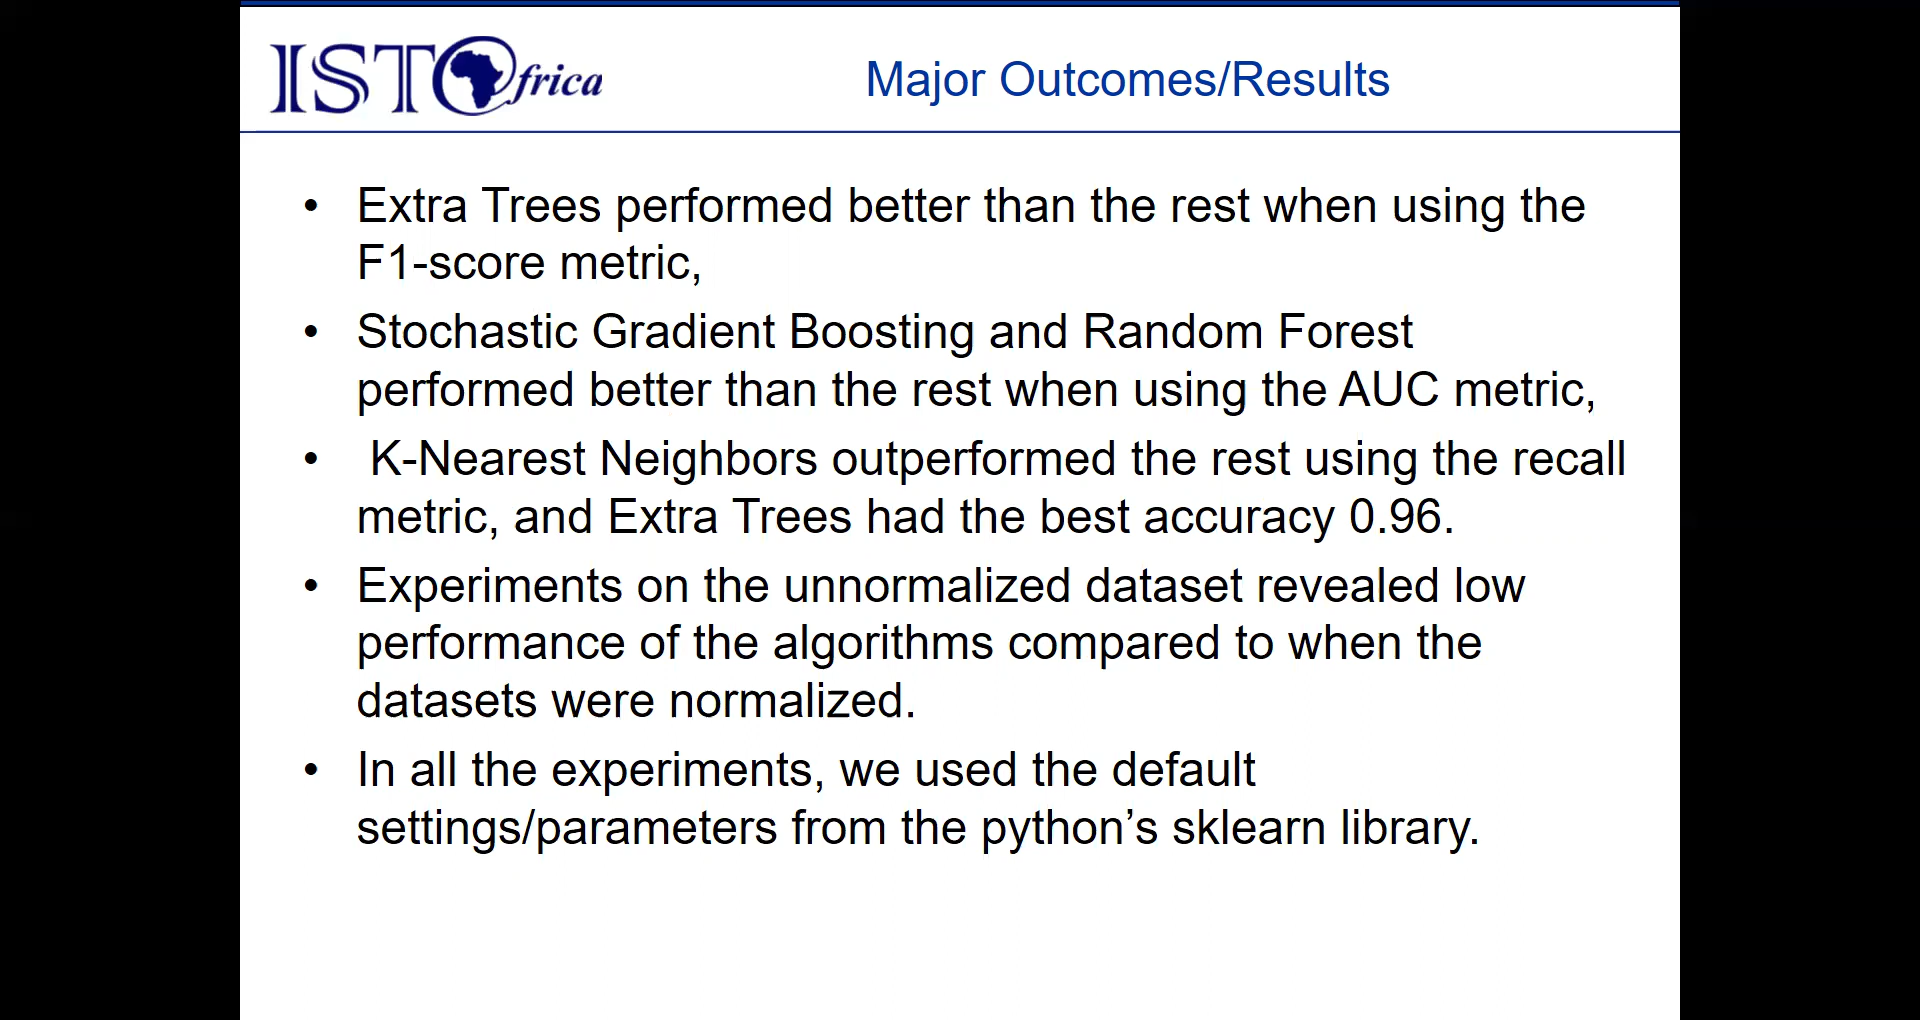 IST@frica
Major Outcomes/Results
• Extra Trees performed better than the rest when using the
F1-score metric,
• Stochastic Gradient Boosting and Random Forest
performed better than the rest when using the AUC metric,
• K-Nearest Neighbors outperformed the rest using the recall
metric, and Extra Trees had the best accuracy 0.96.
• Experiments on the unnormalized dataset revealed low
performance of the algorithms compared to when the
datasets were normalized.
• In all the experiments, we used the default
settings/parameters from the python’s sklearn library.